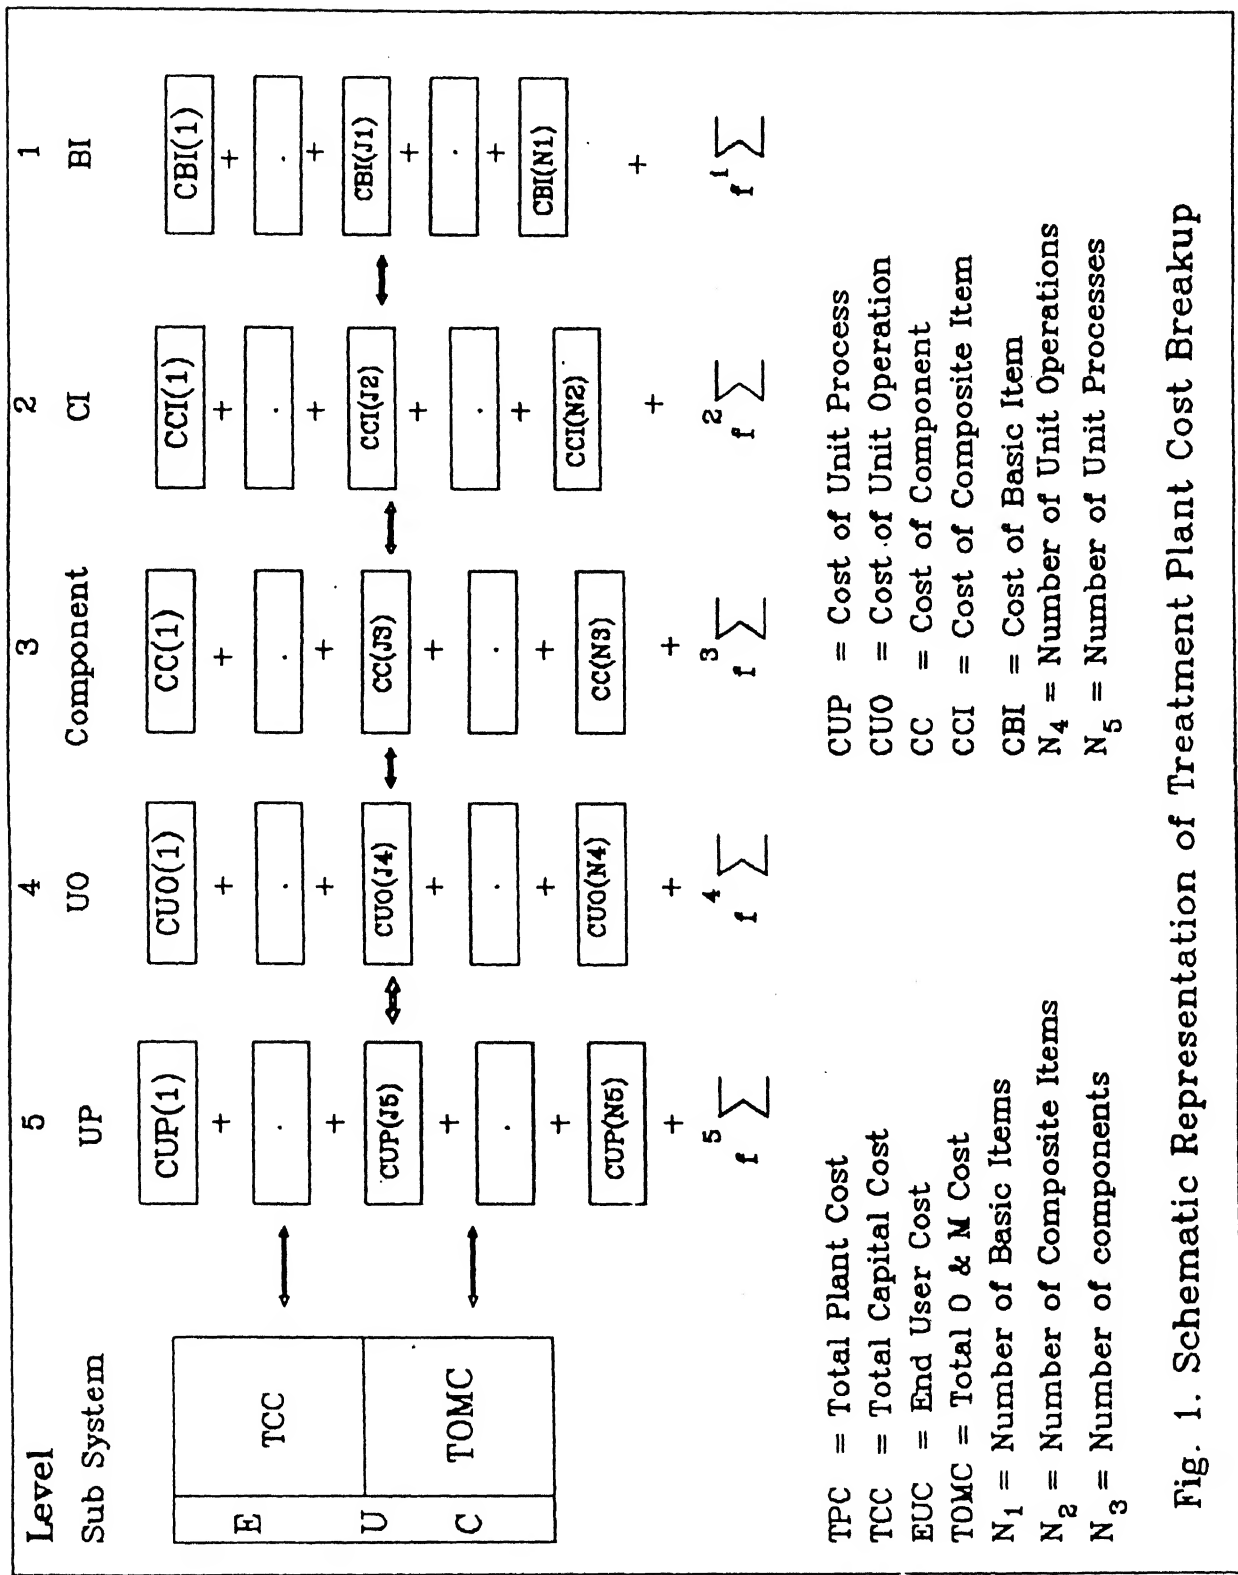 Level 5 4 3 2 1
Sub System UP UO Component CI BI
CUP(1) CUO(1) CC(1) CCI(1) CBI(1)
+ + + + +
. . . . .
+ + + + +
E U C
TCC
TOMC
CUP(J5) CUO(J4) CC(J3) CCI(J2) CBI(J1)
+ + + + +
. . . . .
+ + + + +
CUP(N5) CUO(N4) CC(N3) CCI(N2) CBI(N1)
+ + + + +
f⁵∑ f⁴∑ f³∑ f²∑ f¹∑
TPC = Total Plant Cost
TCC = Total Capital Cost
EUC = End User Cost
TOMC = Total O & M Cost
N₁ = Number of Basic Items
N₂ = Number of Composite Items
N₃ = Number of components
CUP = Cost of Unit Process
CUO = Cost of Unit Operation
CC = Cost of Component
CCI = Cost of Composite Item
CBI = Cost of Basic Item
N₄ = Number of Unit Operations
N₅ = Number of Unit Processes
Fig. 1. Schematic Representation of Treatment Plant Cost Breakup